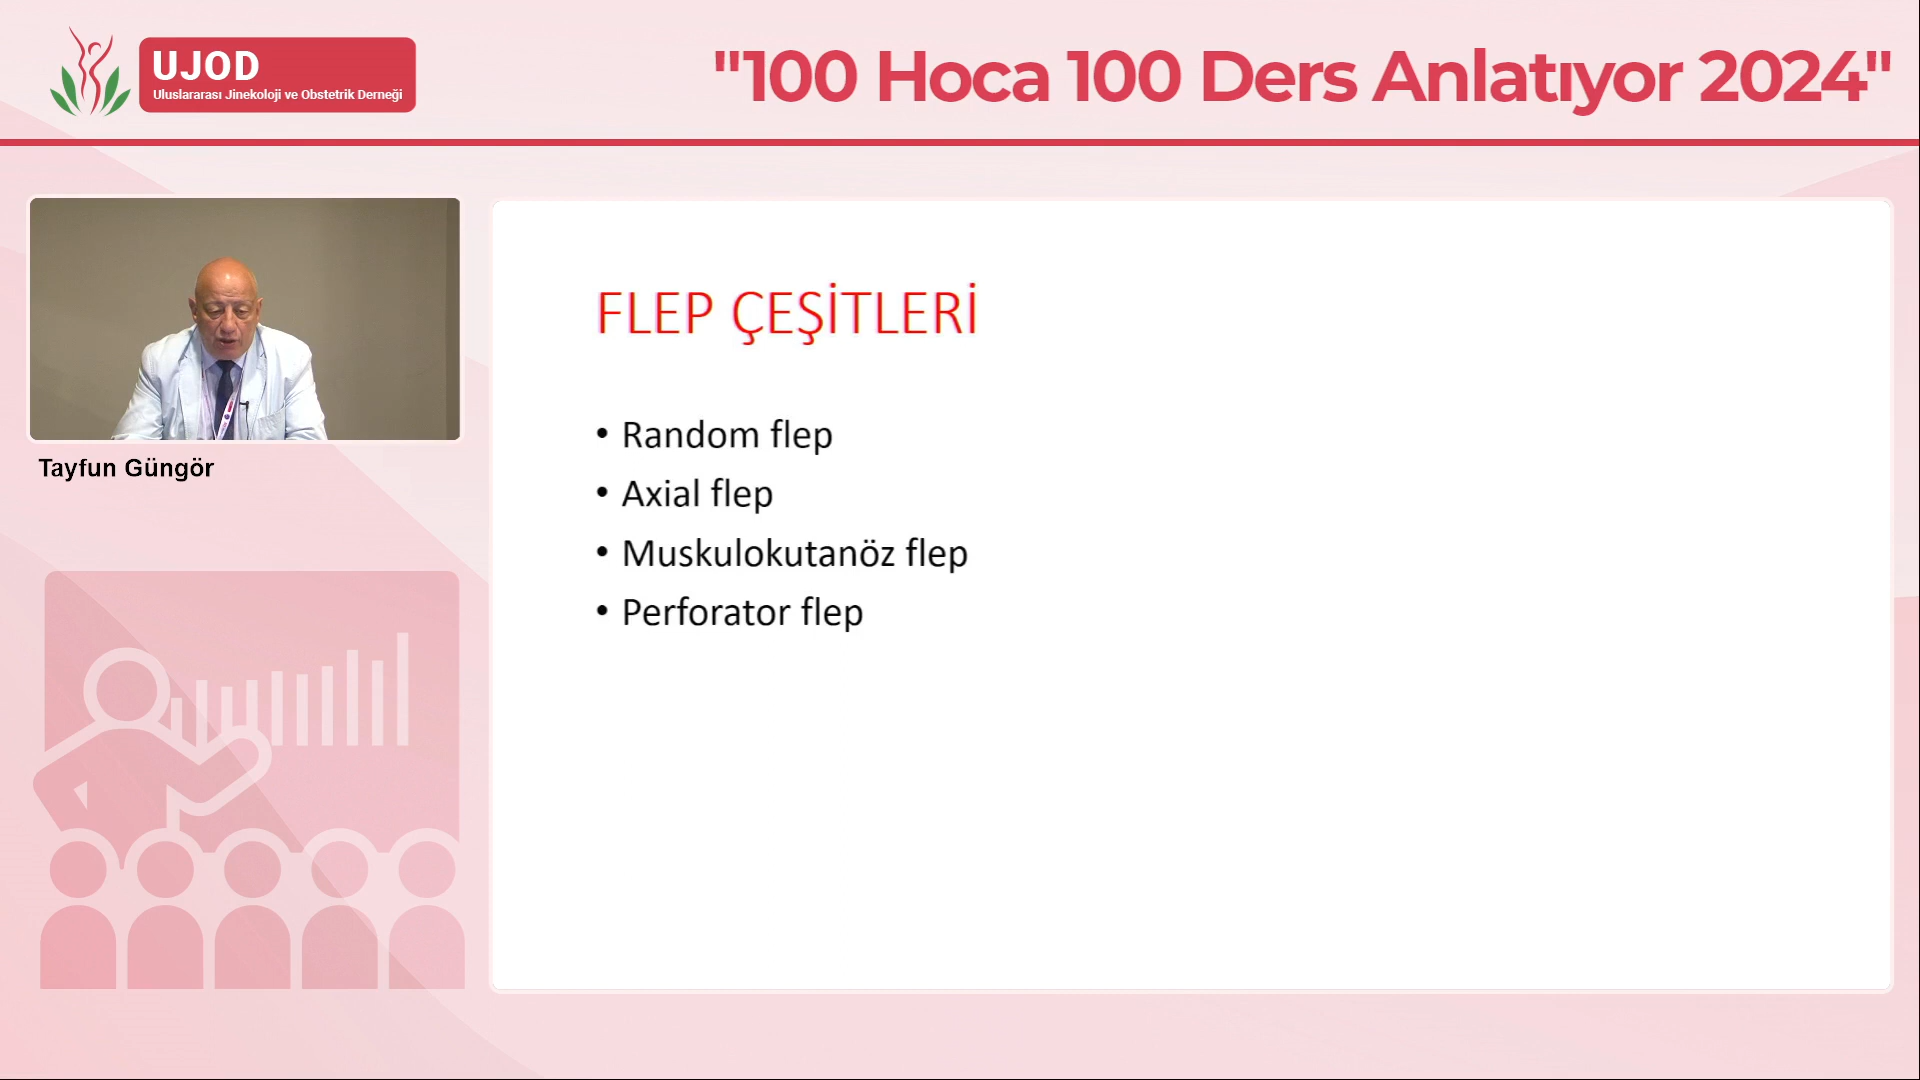 UJOD
Uluslararası Jinekoloji ve Obstetrik Derneği
"100 Hoca 100 Ders Anlatıyor 2024"
Tayfun Güngör
FLEP ÇEŞİTLERİ
• Random flep
• Axial flep
• Muskulokutanöz flep
• Perforator flep